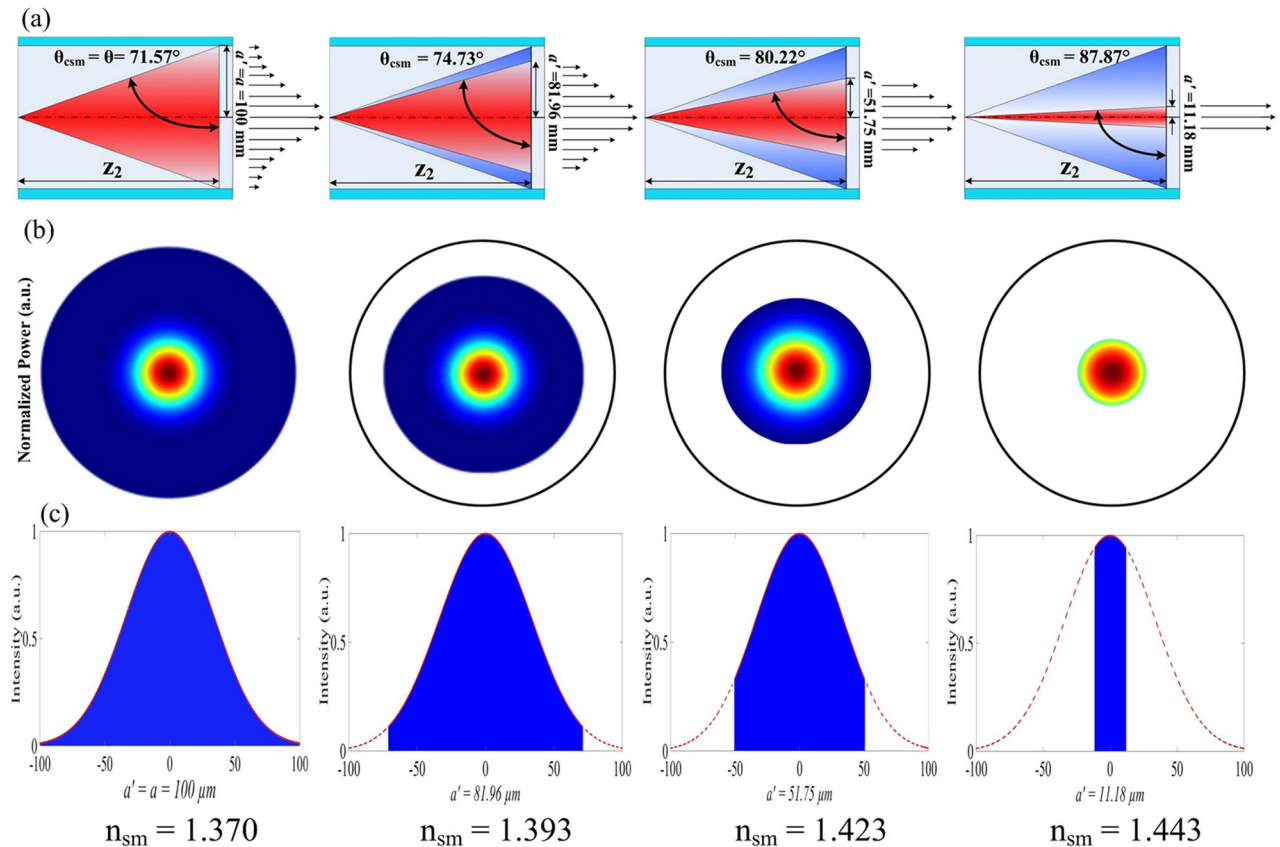 (a)
θcsm = θ= 71.57°
a' = a =100 mm
z2
θcsm = 74.73°
a' =81.96 mm
z2
θcsm = 80.22°
a' =51.75 mm
z2
θcsm = 87.87°
a' =11.18 mm
z2
(b)
Normalized Power (a.u.)
(c)
Intensity (a.u.)
1
0.5
0
-100 -50 0 50 100
a' = a = 100 μm
nsm = 1.370
Intensity (a.u.)
1
0.5
0
-100 -50 0 50 100
a' = 81.96 μm
nsm = 1.393
Intensity (a.u.)
1
0.5
0
-100 -50 0 50 100
a' = 51.75 μm
nsm = 1.423
Intensity (a.u.)
1
0.5
0
-100 -50 0 50 100
a' = 11.18 μm
nsm = 1.443